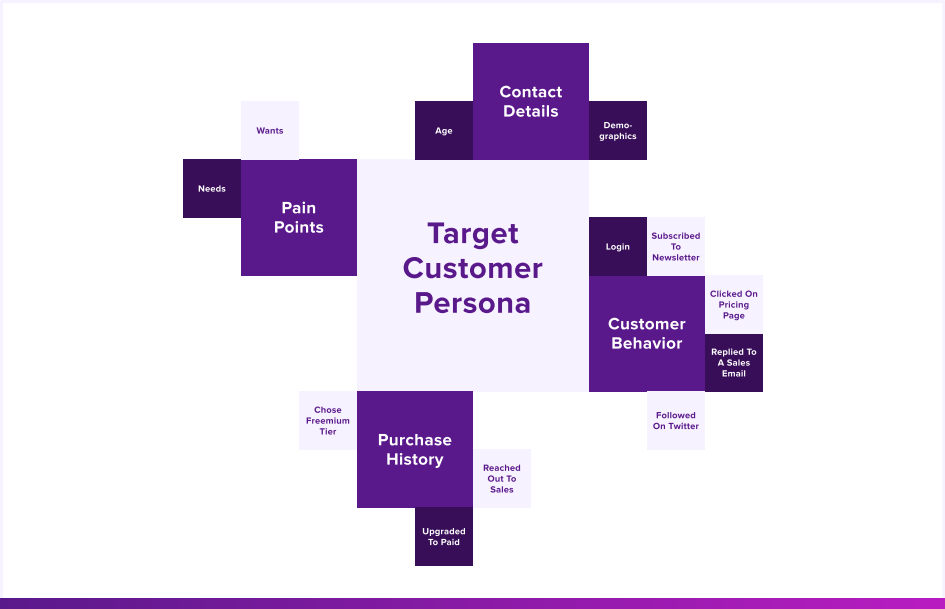 Contact
Details
Age
Demo-
graphics
Wants
Needs
Pain
Points
Target
Customer
Persona
Login
Subscribed
To
Newsletter
Clicked On
Pricing
Page
Customer
Behavior
Replied To
A Sales
Email
Followed
On Twitter
Chose
Freemium
Tier
Purchase
History
Reached
Out To
Sales
Upgraded
To Paid